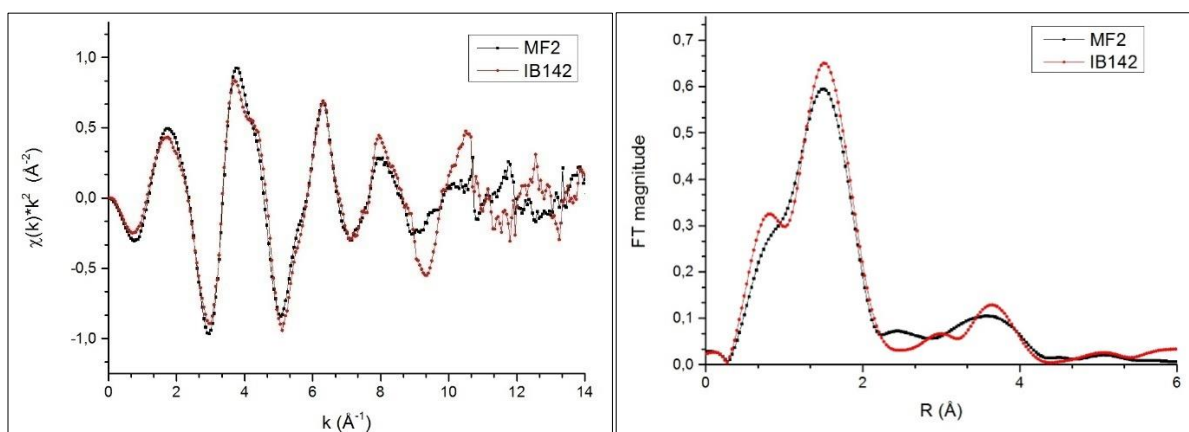 MF2
IB142
1,0
0,5
0,0
-0,5
-1,0
χ(k)*k² (Å⁻²)
0 2 4 6 8 10 12 14
k (Å⁻¹)
MF2
IB142
0,7
0,6
0,5
0,4
0,3
0,2
0,1
0,0
FT magnitude
0 2 4 6
R (Å)